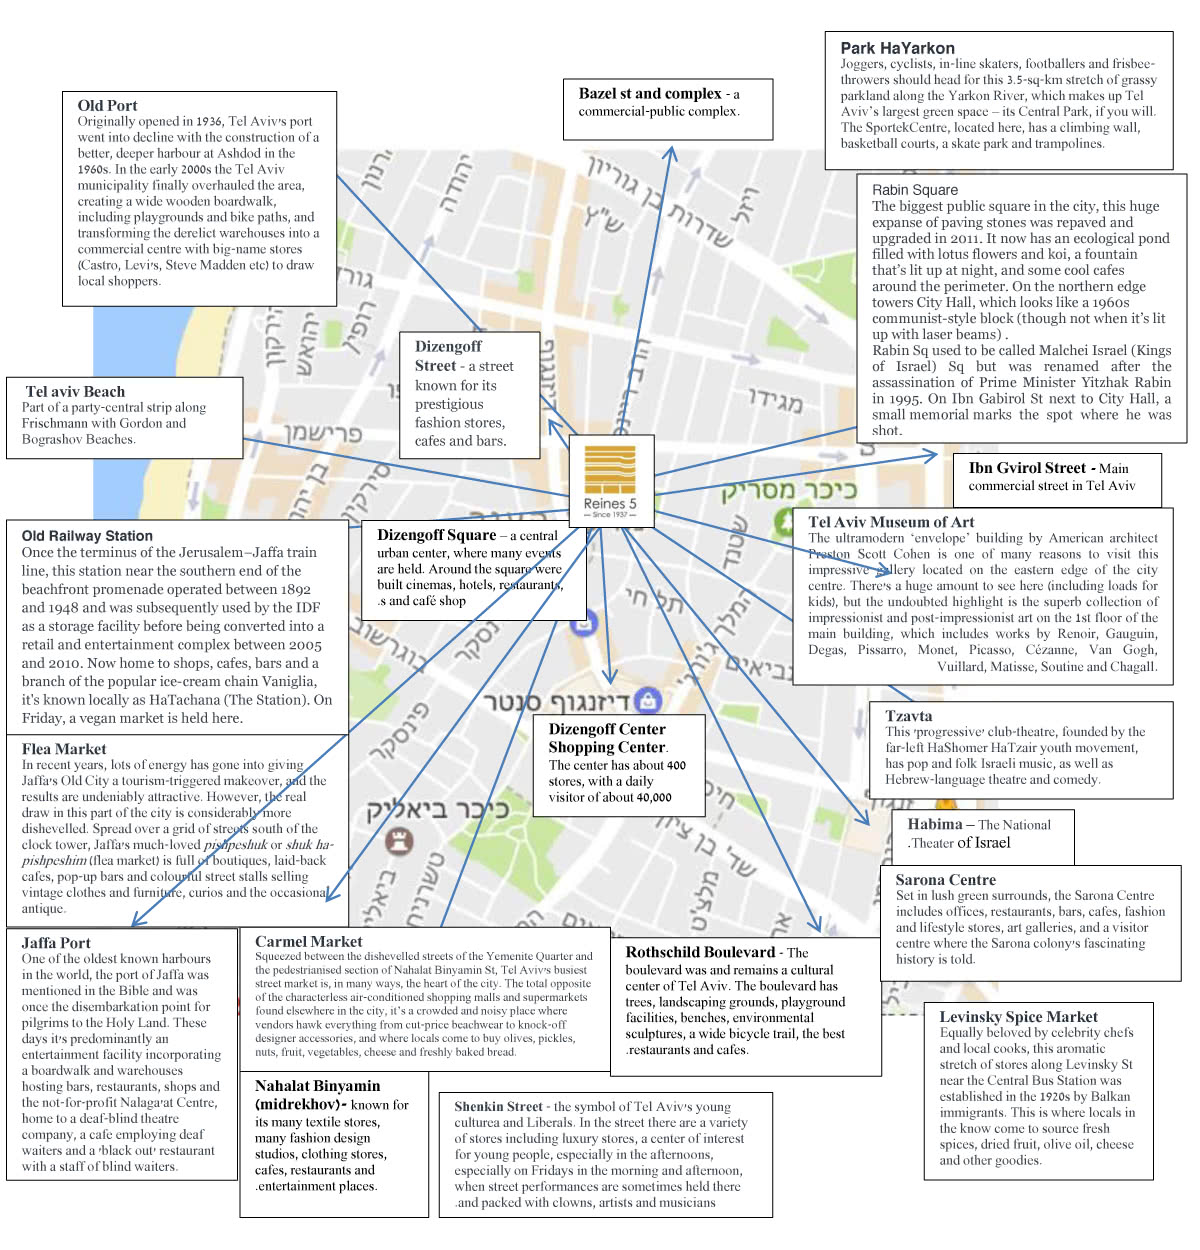 Park HaYarkon
Joggers, cyclists, in-line skaters, footballers and frisbee-
throwers should head for this 3.5-sq-km stretch of grassy
parkland along the Yarkon River, which makes up Tel
Aviv's largest green space – its Central Park, if you will.
The SportekCentre, located here, has a climbing wall,
basketball courts, a skate park and trampolines.
Bazel st and complex - a
commercial-public complex.
Old Port
Originally opened in 1936, Tel Aviv's port
went into decline with the construction of a
better, deeper harbour at Ashdod in the
1960s. In the early 2000s the Tel Aviv
municipality finally overhauled the area,
creating a wide wooden boardwalk,
including playgrounds and bike paths, and
transforming the derelict warehouses into a
commercial centre with big-name stores
(Castro, Levi's, Steve Madden etc) to draw
local shoppers.
Rabin Square
The biggest public square in the city, this huge
expanse of paving stones was repaved and
upgraded in 2011. It now has an ecological pond
filled with lotus flowers and koi, a fountain
that's lit up at night, and some cool cafes
around the perimeter. On the northern edge
towers City Hall, which looks like a 1960s
communist-style block (though not when it's lit
up with laser beams) .
Rabin Sq used to be called Malchei Israel (Kings
of Israel) Sq but was renamed after the
assassination of Prime Minister Yitzhak Rabin
in 1995. On Ibn Gabirol St next to City Hall, a
small memorial marks the spot where he was
shot.
יהודה
שדרות בן גוריון
ש"ץ
רופין
יהואש
הירקון
מגידו
פרישמן
Dizengoff
Street - a street
known for its
prestigious
fashion stores,
cafes and bars.
Tel aviv Beach
Part of a party-central strip along
Frischmann with Gordon and
Bograshov Beaches.
Reines 5
— Since 1937 —
כיכר מסריק
Ibn Gvirol Street - Main
commercial street in Tel Aviv
Old Railway Station
Once the terminus of the Jerusalem–Jaffa train
line, this station near the southern end of the
beachfront promenade operated between 1892
and 1948 and was subsequently used by the IDF
as a storage facility before being converted into a
retail and entertainment complex between 2005
and 2010. Now home to shops, cafes, bars and a
branch of the popular ice-cream chain Vaniglia,
it's known locally as HaTachana (The Station). On
Friday, a vegan market is held here.
Dizengoff Square – a central
urban center, where many events
are held. Around the square were
built cinemas, hotels, restaurants,
.s and café shop
Tel Aviv Museum of Art
The ultramodern 'envelope' building by American architect
Preston Scott Cohen is one of many reasons to visit this
impressive gallery located on the eastern edge of the city
centre. There's a huge amount to see here (including loads for
kids), but the undoubted highlight is the superb collection of
impressionist and post-impressionist art on the 1st floor of the
main building, which includes works by Renoir, Gauguin,
Degas, Pissarro, Monet, Picasso, Cézanne, Van Gogh,
Vuillard, Matisse, Soutine and Chagall.
תל חי
בוגרשוב
פינסקר
דיזנגוף סנטר
Dizengoff Center
Shopping Center.
The center has about 400
stores, with a daily
visitor of about 40,000
Tzavta
This 'progressive' club-theatre, founded by the
far-left HaShomer HaTzair youth movement,
has pop and folk Israeli music, as well as
Hebrew-language theatre and comedy.
Flea Market
In recent years, lots of energy has gone into giving
Jaffa's Old City a tourism-triggered makeover, and the
results are undeniably attractive. However, the real
draw in this part of the city is considerably more
dishevelled. Spread over a grid of streets south of the
clock tower, Jaffa's much-loved pishpeshuk or shuk ha-
pishpeshim (flea market) is full of boutiques, laid-back
cafes, pop-up bars and colourful street stalls selling
vintage clothes and furniture, curios and the occasional
antique.
כיכר ביאליק
ביאליק
שד' בן ציון
Habima – The National
.Theater of Israel
Sarona Centre
Set in lush green surrounds, the Sarona Centre
includes offices, restaurants, bars, cafes, fashion
and lifestyle stores, art galleries, and a visitor
centre where the Sarona colony's fascinating
history is told.
Jaffa Port
One of the oldest known harbours
in the world, the port of Jaffa was
mentioned in the Bible and was
once the disembarkation point for
pilgrims to the Holy Land. These
days it's predominantly an
entertainment facility incorporating
a boardwalk and warehouses
hosting bars, restaurants, shops and
the not-for-profit Nalaga'at Centre,
home to a deaf-blind theatre
company, a cafe employing deaf
waiters and a 'black out' restaurant
with a staff of blind waiters.
Carmel Market
Squeezed between the dishevelled streets of the Yemenite Quarter and
the pedestrianised section of Nahalat Binyamin St, Tel Aviv's busiest
street market is, in many ways, the heart of the city. The total opposite
of the characterless air-conditioned shopping malls and supermarkets
found elsewhere in the city, it's a crowded and noisy place where
vendors hawk everything from cut-price beachwear to knock-off
designer accessories, and where locals come to buy olives, pickles,
nuts, fruit, vegetables, cheese and freshly baked bread.
Rothschild Boulevard - The
boulevard was and remains a cultural
center of Tel Aviv. The boulevard has
trees, landscaping grounds, playground
facilities, benches, environmental
sculptures, a wide bicycle trail, the best
.restaurants and cafes.
Levinsky Spice Market
Equally beloved by celebrity chefs
and local cooks, this aromatic
stretch of stores along Levinsky St
near the Central Bus Station was
established in the 1920s by Balkan
immigrants. This is where locals in
the know come to source fresh
spices, dried fruit, olive oil, cheese
and other goodies.
Nahalat Binyamin
(midrekhov)- known for
its many textile stores,
many fashion design
studios, clothing stores,
cafes, restaurants and
.entertainment places.
Shenkin Street - the symbol of Tel Aviv's young
culturea and Liberals. In the street there are a variety
of stores including luxury stores, a center of interest
for young people, especially in the afternoons,
especially on Fridays in the morning and afternoon,
when street performances are sometimes held there
.and packed with clowns, artists and musicians